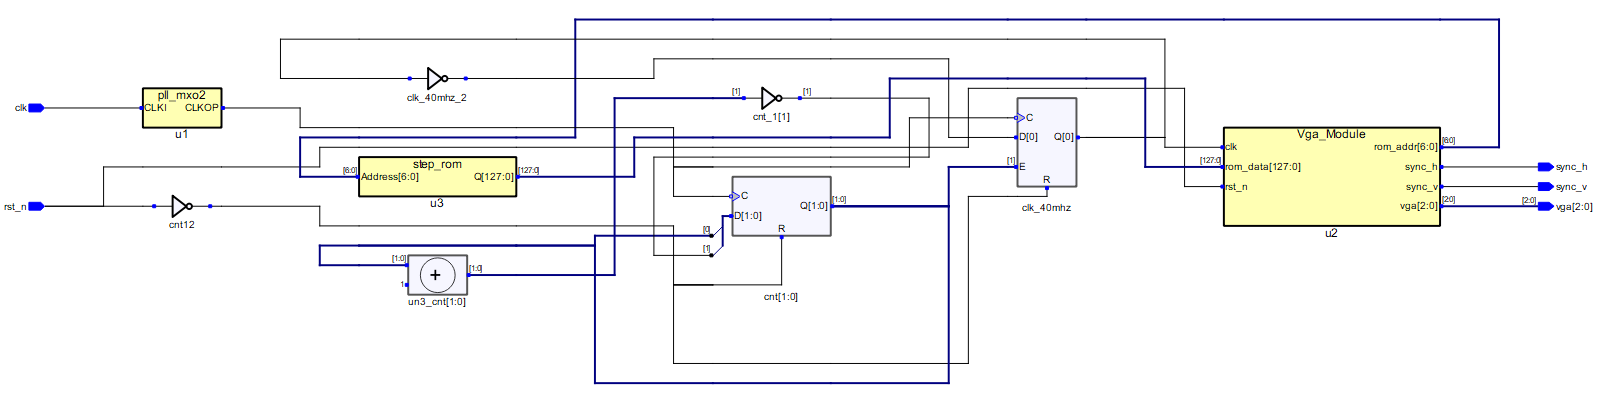 clk
pll_mxo2
CLKI CLKOP
u1
clk_40mhz_2
[1] [1]
cnt_1[1]
step_rom
[6:0] Address[6:0] Q[127:0] [127:0]
u3
rst_n
cnt12
[1:0] [1:0]
1
+
un3_cnt[1:0]
C
D[1:0] Q[1:0] [1:0]
R
[0]
[1]
cnt[1:0]
C
D[0] Q[0]
[1] E
R
clk_40mhz
Vga_Module
clk rom_addr[6:0] [6:0]
[127:0] rom_data[127:0] sync_h sync_h
rst_n sync_v sync_v
vga[2:0] [2:0] [2:0] vga[2:0]
u2